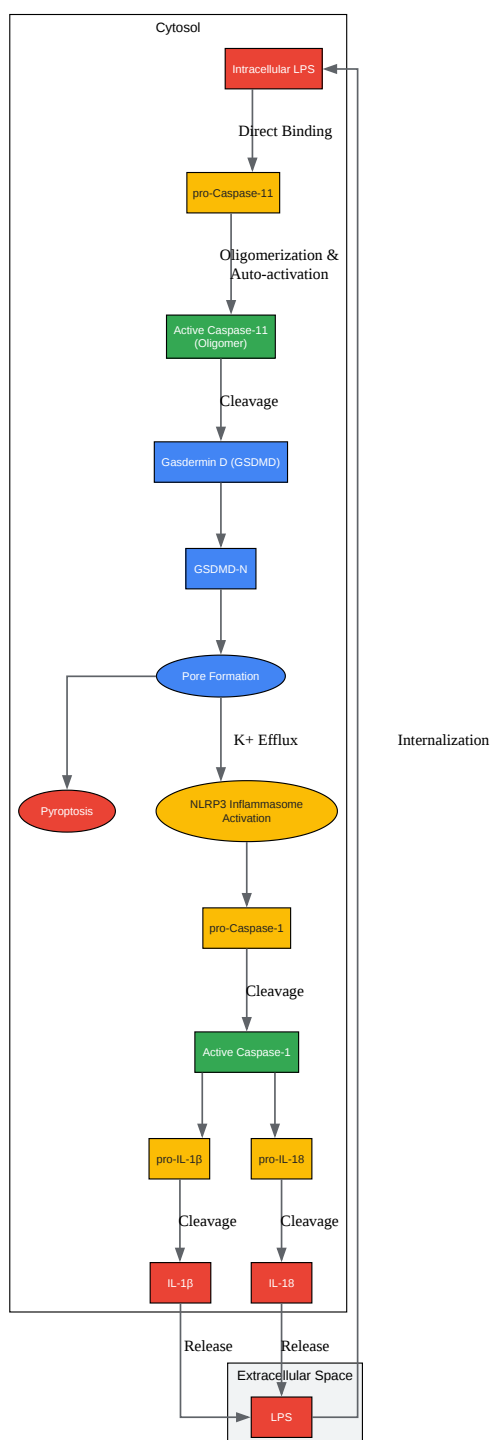 Cytosol
Intracellular LPS
Direct Binding
pro-Caspase-11
Oligomerization &
Auto-activation
Active Caspase-11
(Oligomer)
Cleavage
Gasdermin D (GSDMD)
GSDMD-N
Pore Formation
K+ Efflux
Internalization
Pyroptosis
NLRP3 Inflammasome
Activation
pro-Caspase-1
Cleavage
Active Caspase-1
pro-IL-1β
pro-IL-18
Cleavage
Cleavage
IL-1β
IL-18
Release
Release
Extracellular Space
LPS